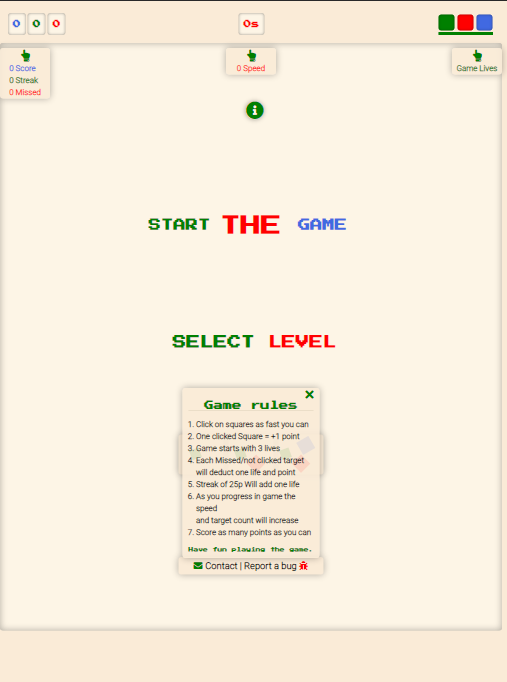 0 0 0 0s
0 Score
0 Streak
0 Missed
0 Speed
Game Lives
START THE GAME
SELECT LEVEL
Game rules
1. Click on squares as fast you can
2. One clicked Square = +1 point
3. Game starts with 3 lives
4. Each Missed/not clicked target
will deduct one life and point
5. Streak of 25p Will add one life
6. As you progress in game the
speed
and target count will increase
7. Score as many points as you can
Have fun playing the game.
Contact | Report a bug